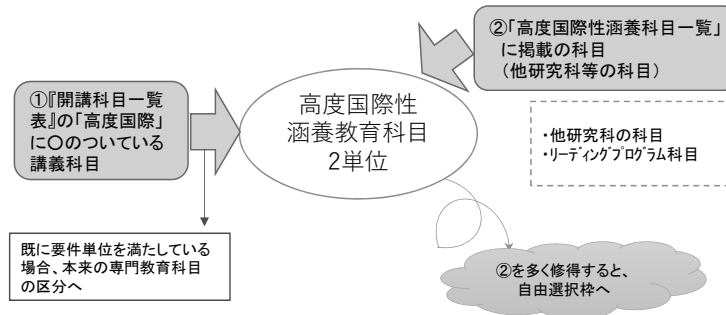 ②「高度国際性涵養科目一覧」
に掲載の科目
（他研究科等の科目）
①『開講科目一覧
表』の「高度国際」
に〇のついている
講義科目
高度国際性
涵養教育科目
2単位
・他研究科の科目
・リーディングプログラム科目
既に要件単位を満たしている
場合、本来の専門教育科目
の区分へ
②を多く修得すると、
自由選択枠へ